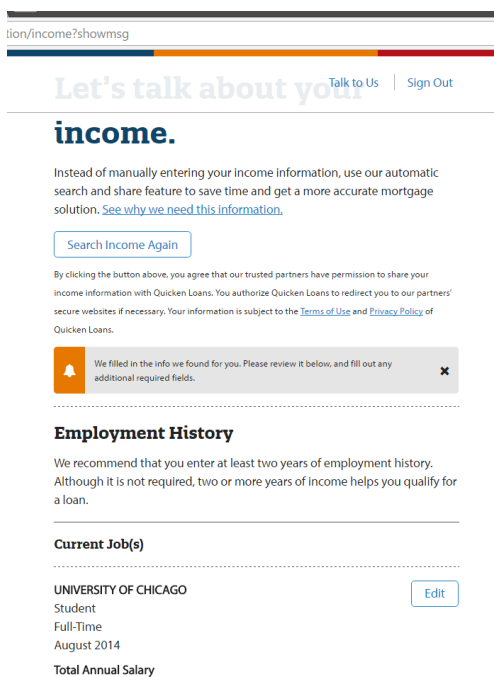 tion/income?showmsg
Talk to Us
Sign Out
Let's talk about your
income.
Instead of manually entering your income information, use our automatic
search and share feature to save time and get a more accurate mortgage
solution. See why we need this information.
Search Income Again
By clicking the button above, you agree that our trusted partners have permission to share your
income information with Quicken Loans. You authorize Quicken Loans to redirect you to our partners'
secure websites if necessary. Your information is subject to the Terms of Use and Privacy Policy of
Quicken Loans.
We filled in the info we found for you. Please review it below, and fill out any
additional required fields.
Employment History
We recommend that you enter at least two years of employment history.
Although it is not required, two or more years of income helps you qualify for
a loan.
Current Job(s)
UNIVERSITY OF CHICAGO
Edit
Student
Full-Time
August 2014
Total Annual Salary